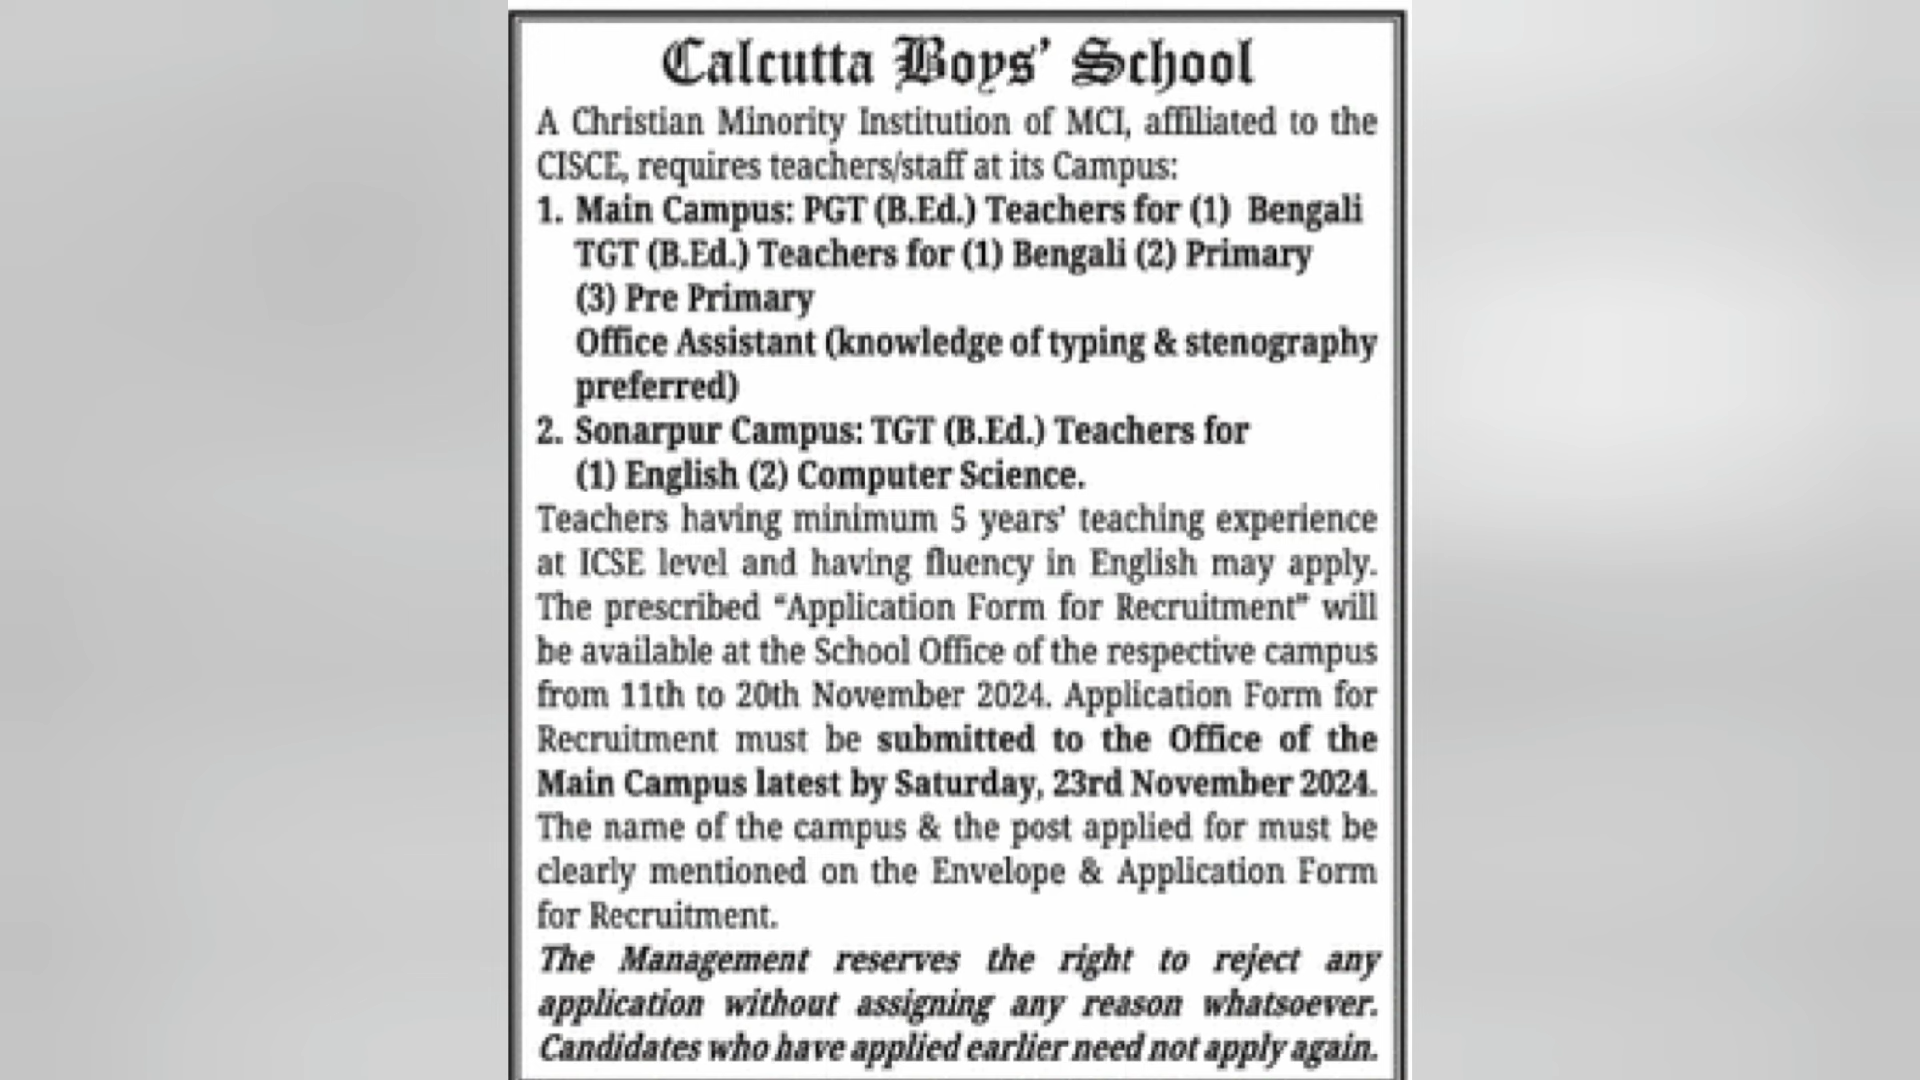 Calcutta Boys' School
A Christian Minority Institution of MCI, affiliated to the
CISCE, requires teachers/staff at its Campus:
1. Main Campus: PGT (B.Ed.) Teachers for (1) Bengali
TGT (B.Ed.) Teachers for (1) Bengali (2) Primary
(3) Pre Primary
Office Assistant (knowledge of typing & stenography
preferred)
2. Sonarpur Campus: TGT (B.Ed.) Teachers for
(1) English (2) Computer Science.
Teachers having minimum 5 years' teaching experience
at ICSE level and having fluency in English may apply.
The prescribed "Application Form for Recruitment" will
be available at the School Office of the respective campus
from 11th to 20th November 2024. Application Form for
Recruitment must be submitted to the Office of the
Main Campus latest by Saturday, 23rd November 2024.
The name of the campus & the post applied for must be
clearly mentioned on the Envelope & Application Form
for Recruitment.
The Management reserves the right to reject any
application without assigning any reason whatsoever.
Candidates who have applied earlier need not apply again.